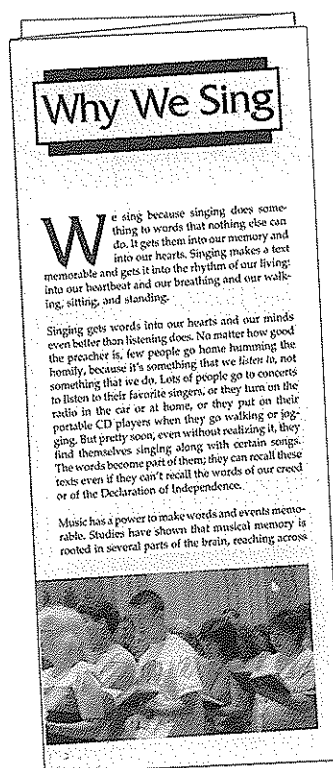 Why We Sing
We sing because singing does some-
thing to words that nothing else can
do. It gets them into our memory and
into our hearts. Singing makes a text
memorable and gets it into the rhythm of our living:
into our heartbeat and our breathing and our walk-
ing, sitting, and standing.
Singing gets words into our hearts and our minds
even better than listening does. No matter how good
the preacher is, few people go home humming the
homily, because it's something that we listen to, not
something that we do. Lots of people go to concerts
to listen to their favorite singers, or they turn on the
radio in the car or at home, or they put on their
portable CD players when they go walking or jog-
ging. But pretty soon, even without realizing it, they
find themselves singing along with certain songs.
The words become part of them; they can recall these
texts even if they can't recall the words of our creed
or of the Declaration of Independence.
Music has a power to make words and events memo-
rable. Studies have shown that musical memory is
rooted in several parts of the brain, reaching across